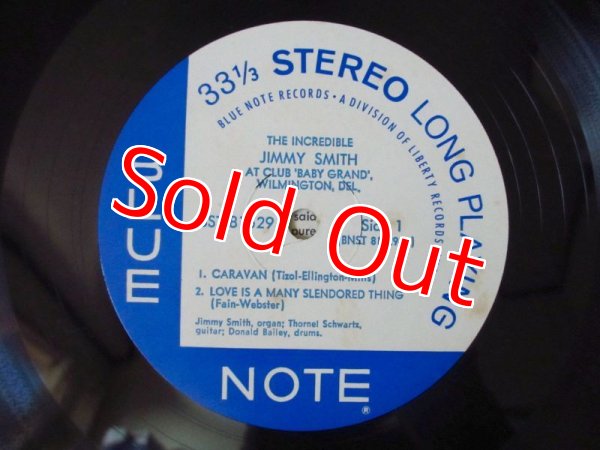 33⅓ STEREO LONG PLAYING
BLUE NOTE RECORDS • A DIVISION OF LIBERTY RECORDS
THE INCREDIBLE
JIMMY SMITH
AT CLUB 'BABY GRAND',
WILMINGTON, DEL.
Sold Out
Side 1
1. CARAVAN (Tizol-Ellington-Mills)
2. LOVE IS A MANY SLENDORED THING
(Fain-Webster)
Jimmy Smith, organ; Thornel Schwartz,
guitar; Donald Bailey, drums.
BLUE
NOTE
®